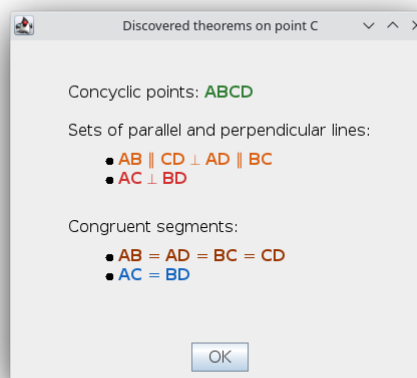 Discovered theorems on point C
Concyclic points: ABCD
Sets of parallel and perpendicular lines:
• AB ∥ CD ⊥ AD ∥ BC
• AC ⊥ BD
Congruent segments:
• AB = AD = BC = CD
• AC = BD
OK